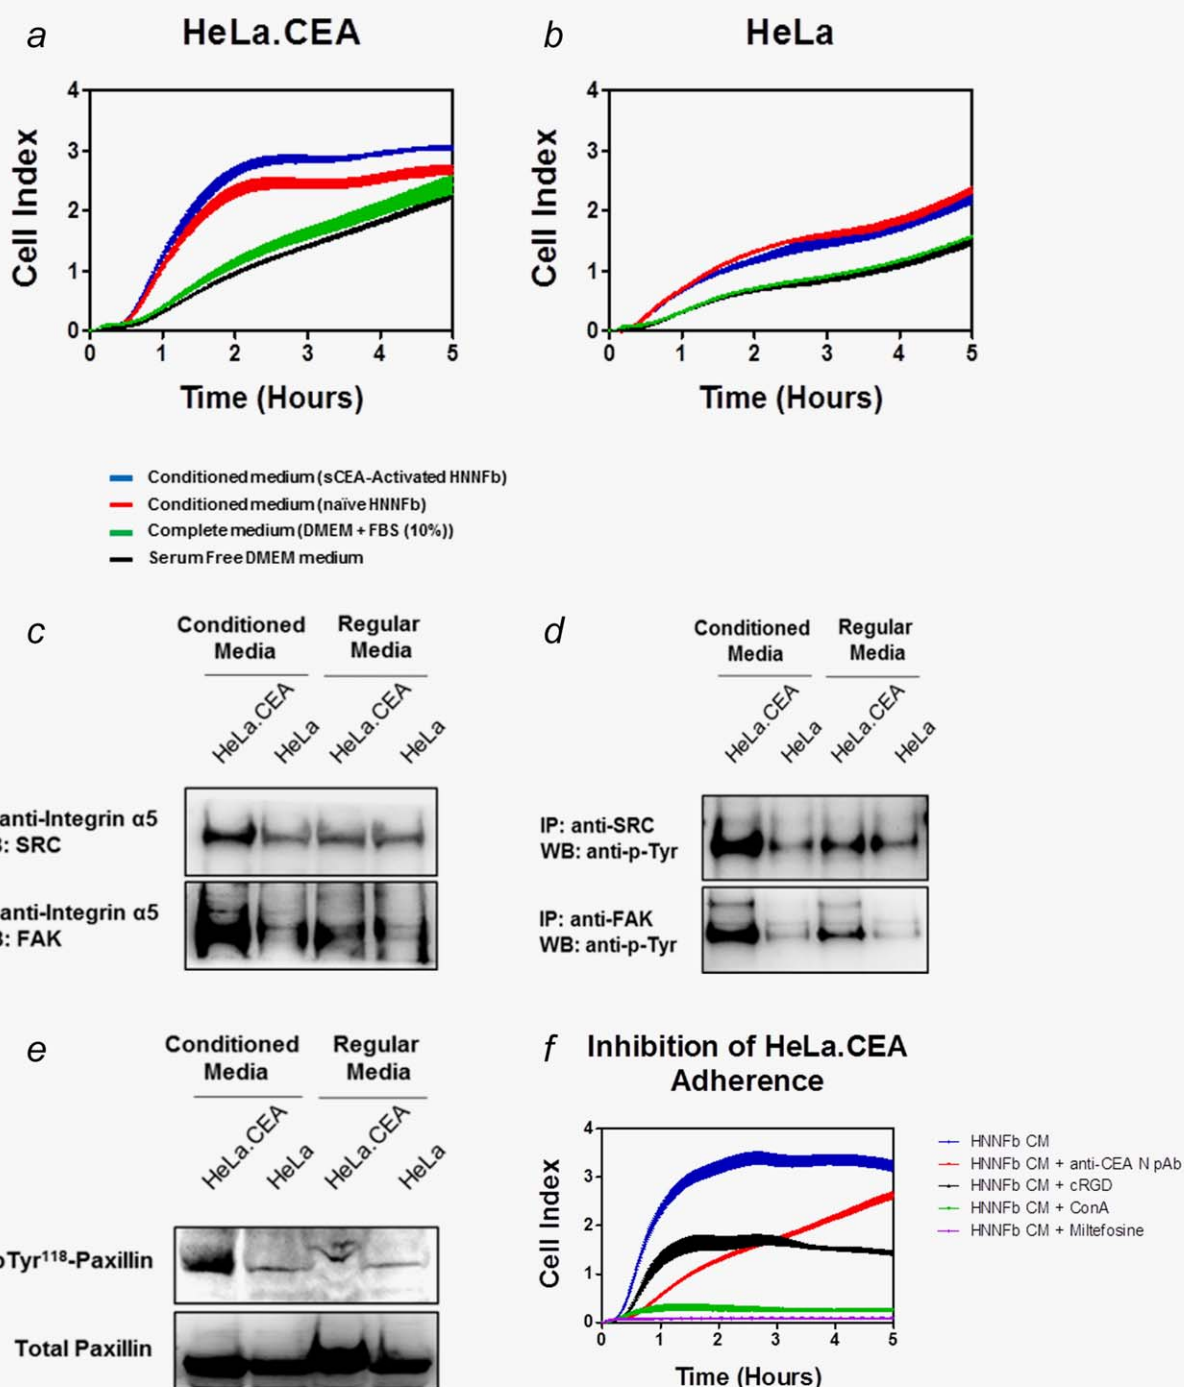 a
HeLa.CEA
4
3
2
1
0
Cell Index
0 1 2 3 4 5
Time (Hours)
b
HeLa
4
3
2
1
0
Cell Index
0 1 2 3 4 5
Time (Hours)
Conditioned medium (sCEA-Activated HNNFb)
Conditioned medium (naïve HNNFb)
Complete medium (DMEM + FBS (10%))
Serum Free DMEM medium
c
Conditioned Regular
Media Media
HeLa.CEA HeLa HeLa.CEA HeLa
anti-Integrin α5
: SRC
anti-Integrin α5
: FAK
d
Conditioned Regular
Media Media
HeLa.CEA HeLa HeLa.CEA HeLa
IP: anti-SRC
WB: anti-p-Tyr
IP: anti-FAK
WB: anti-p-Tyr
e
Conditioned Regular
Media Media
HeLa.CEA HeLa HeLa.CEA HeLa
pTyr¹¹⁸-Paxillin
Total Paxillin
f
Inhibition of HeLa.CEA
Adherence
4
3
2
1
0
Cell Index
0 1 2 3 4 5
Time (Hours)
HNNFb CM
HNNFb CM + anti-CEA N pAb
HNNFb CM + cRGD
HNNFb CM + ConA
HNNFb CM + Miltefosine